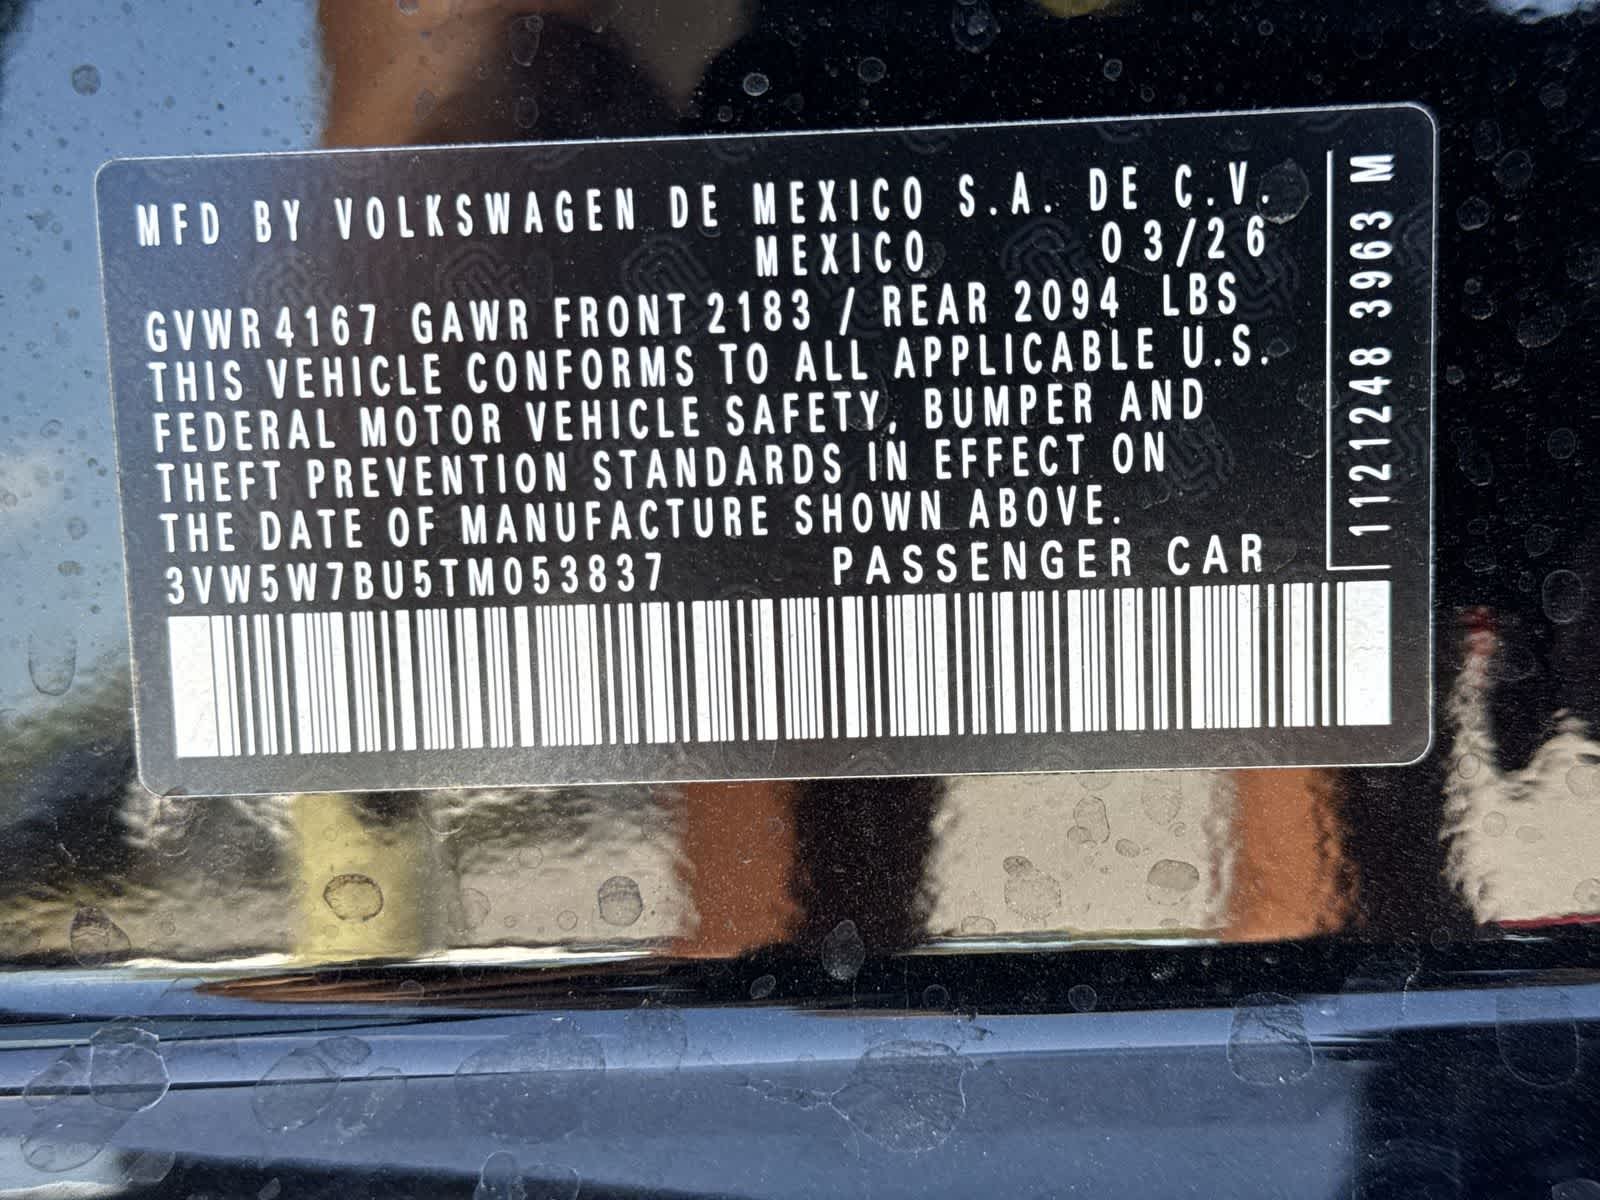 MFD BY VOLKSWAGEN DE MEXICO S.A. DE C.V.
MEXICO 03/26
GVWR 4167 GAWR FRONT 2183 / REAR 2094 LBS
THIS VEHICLE CONFORMS TO ALL APPLICABLE U.S.
FEDERAL MOTOR VEHICLE SAFETY, BUMPER AND
THEFT PREVENTION STANDARDS IN EFFECT ON
THE DATE OF MANUFACTURE SHOWN ABOVE.
3VW5W7BU5TM053837 PASSENGER CAR
1121248 3963 M